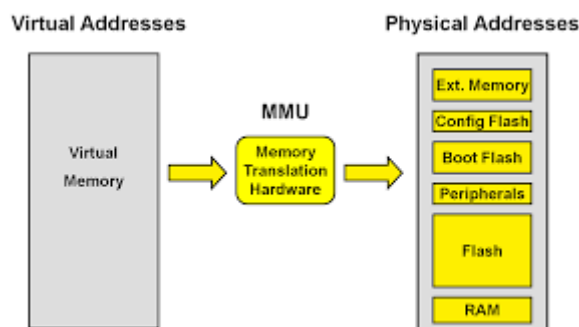 Virtual Addresses
Physical Addresses
Virtual
Memory
MMU
Memory
Translation
Hardware
Ext. Memory
Config Flash
Boot Flash
Peripherals
Flash
RAM